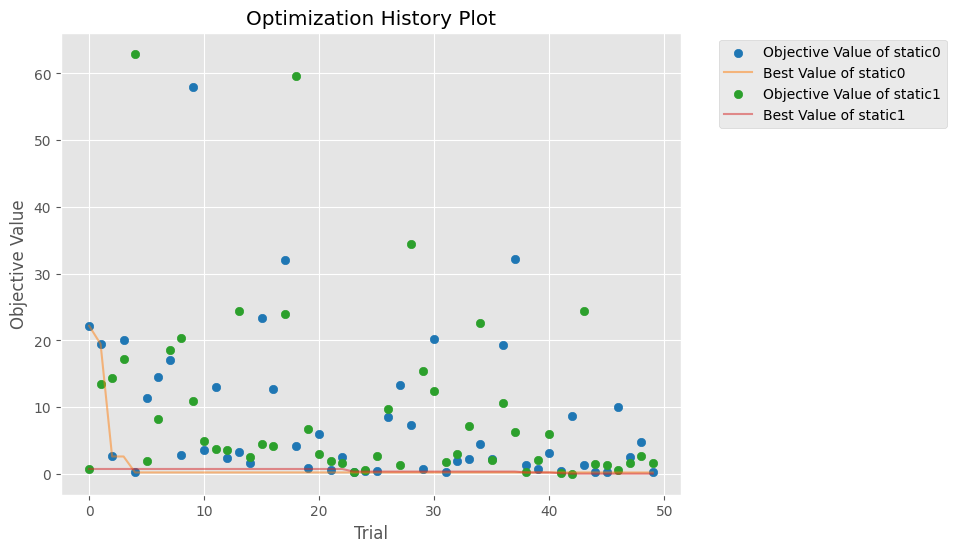 Optimization History Plot
Objective Value of static0
Best Value of static0
Objective Value of static1
Best Value of static1
Objective Value
60
50
40
30
20
10
0
0 10 20 30 40 50
Trial